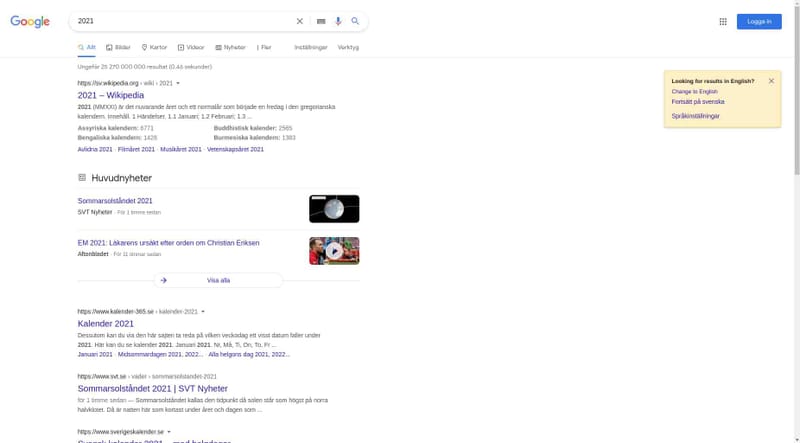 Google
2021
Logga in
Allt
Bilder
Kartor
Videor
Nyheter
Fler
Inställningar
Verktyg
Ungefär 25 270 000 000 resultat (0,44 sekunder)
Looking for results in English?
Change to English
Fortsätt på svenska
Språkinställningar
https://sv.wikipedia.org › wiki › 2021
2021 – Wikipedia
2021 (MMXXI) är det nuvarande året och ett normalår som började en fredag i den gregorianska
kalendern. Innehåll. 1 Händelser. 1.1 Januari; 1.2 Februari; 1.3 ...
Assyriska kalendern: 6771
Buddhistisk kalender: 2565
Bengaliska kalendern: 1428
Burmesiska kalendern: 1383
Avlidna 2021 · Filmåret 2021 · Musikåret 2021 · Vetenskapsåret 2021
Huvudnyheter
Sommarsolståndet 2021
SVT Nyheter · För 1 timme sedan
EM 2021: Läkarens ursäkt efter orden om Christian Eriksen
Aftonbladet · För 11 timmar sedan
Visa alla
https://www.kalender-365.se › kalender-2021
Kalender 2021
Dessutom kan du via den här sajten ta reda på vilken veckodag ett visst datum faller under
2021. Här kan du se kalender 2021. Januari 2021. Nr, Må, Ti, On, To, Fr ...
Januari 2021 · Midsommardagen 2021, 2022... · Alla helgons dag 2021, 2022...
https://www.svt.se › vader › sommarsolstandet-2021
Sommarsolståndet 2021 | SVT Nyheter
för 1 timme sedan — Sommarsolståndet kallas den tidpunkt då solen står som högst på norra
halvklotet. Då är natten här som kortast under året och dagen som ...
https://www.sverigeskalender.se